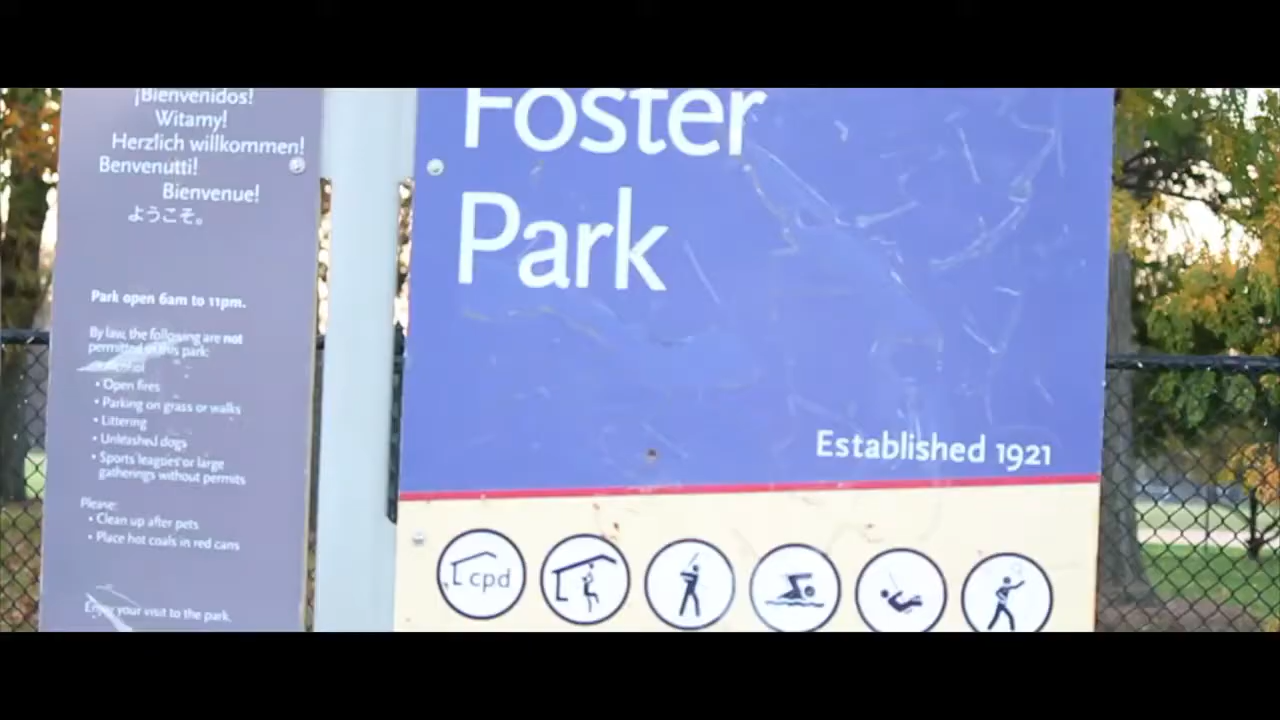 ¡Bienvenidos!
Witamy!
Herzlich willkommen!
Benvenutti!
Bienvenue!
ようこそ。
Park open 6am to 11pm.
By law, the following are not
permitted in this park:
• Open fires
• Parking on grass or walks
• Littering
• Unleashed dogs
• Sports leagues or large
gatherings without permits
Please:
• Clean up after pets
• Place hot coals in red cans
Enjoy your visit to the park.
Foster
Park
Established 1921
cpd